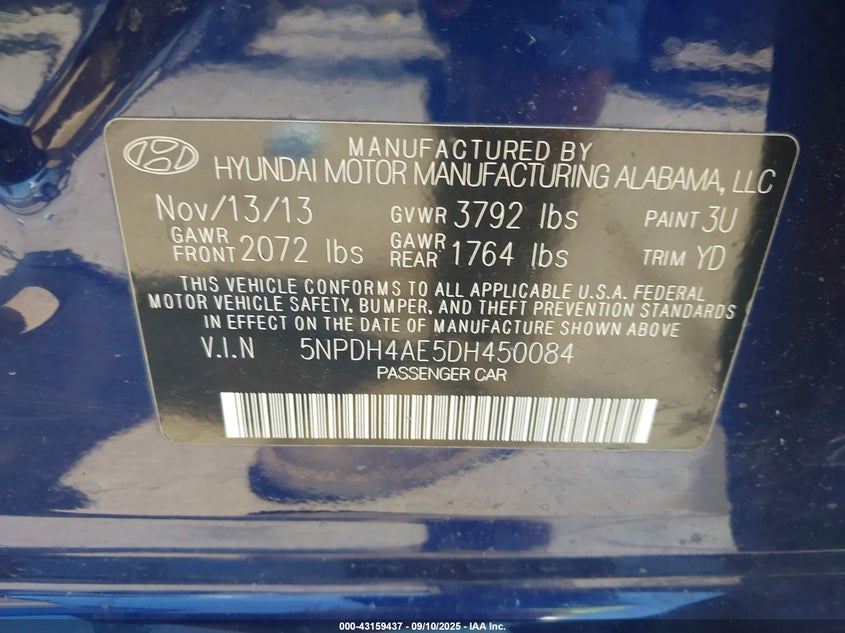 MANUFACTURED BY
HYUNDAI MOTOR MANUFACTURING ALABAMA, LLC
Nov/13/13 GVWR 3792 lbs PAINT 3U
GAWR FRONT 2072 lbs GAWR REAR 1764 lbs TRIM YD
THIS VEHICLE CONFORMS TO ALL APPLICABLE U.S.A. FEDERAL
MOTOR VEHICLE SAFETY, BUMPER, AND THEFT PREVENTION STANDARDS
IN EFFECT ON THE DATE OF MANUFACTURE SHOWN ABOVE
V.I.N 5NPDH4AE5DH450084
PASSENGER CAR
000-43159437 - 09/10/2025 - IAA Inc.